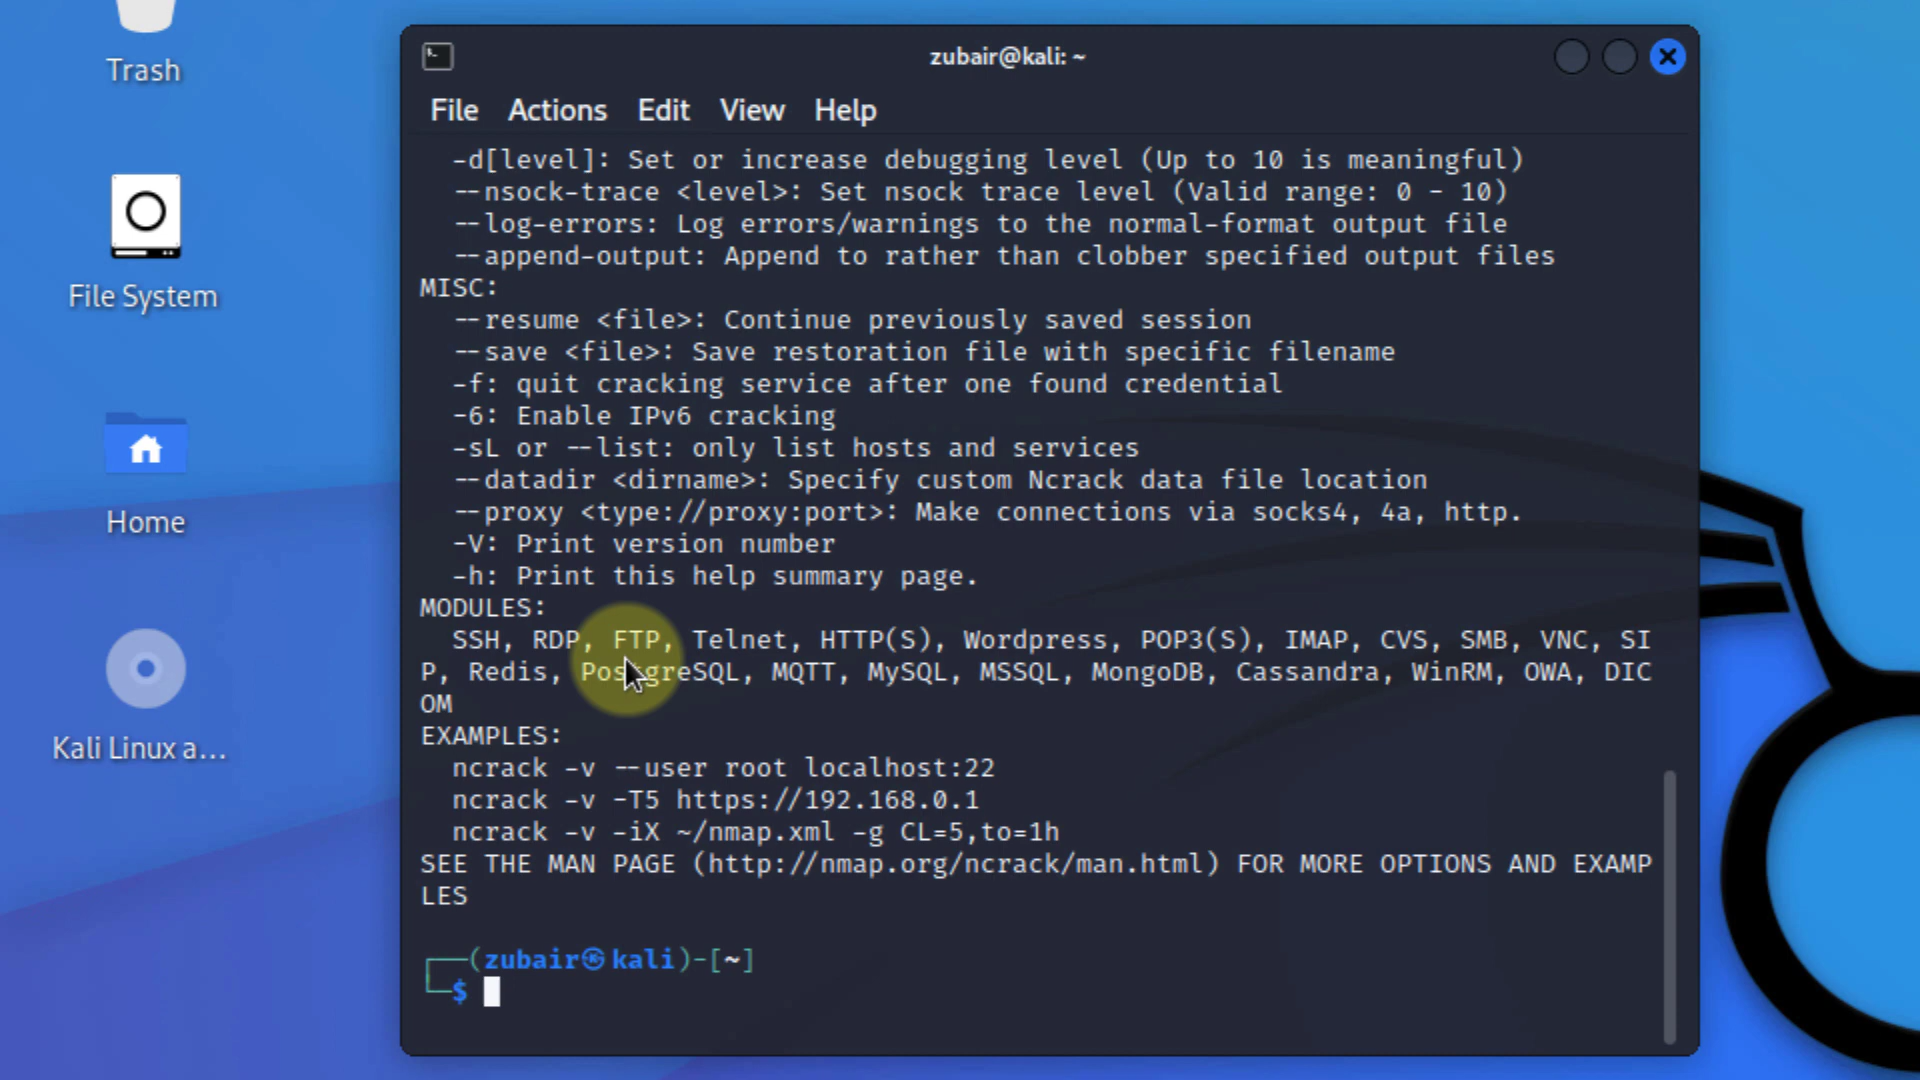 Trash
File System
Home
Kali Linux a...
zubair@kali: ~
File Actions Edit View Help
-d[level]: Set or increase debugging level (Up to 10 is meaningful)
--nsock-trace <level>: Set nsock trace level (Valid range: 0 - 10)
--log-errors: Log errors/warnings to the normal-format output file
--append-output: Append to rather than clobber specified output files
MISC:
--resume <file>: Continue previously saved session
--save <file>: Save restoration file with specific filename
-f: quit cracking service after one found credential
-6: Enable IPv6 cracking
-sL or --list: only list hosts and services
--datadir <dirname>: Specify custom Ncrack data file location
--proxy <type://proxy:port>: Make connections via socks4, 4a, http.
-V: Print version number
-h: Print this help summary page.
MODULES:
SSH, RDP, FTP, Telnet, HTTP(S), Wordpress, POP3(S), IMAP, CVS, SMB, VNC, SI
P, Redis, PostgreSQL, MQTT, MySQL, MSSQL, MongoDB, Cassandra, WinRM, OWA, DIC
OM
EXAMPLES:
ncrack -v --user root localhost:22
ncrack -v -T5 https://192.168.0.1
ncrack -v -iX ~/nmap.xml -g CL=5,to=1h
SEE THE MAN PAGE (http://nmap.org/ncrack/man.html) FOR MORE OPTIONS AND EXAMP
LES
┌──(zubair㉿kali)-[~]
└─$